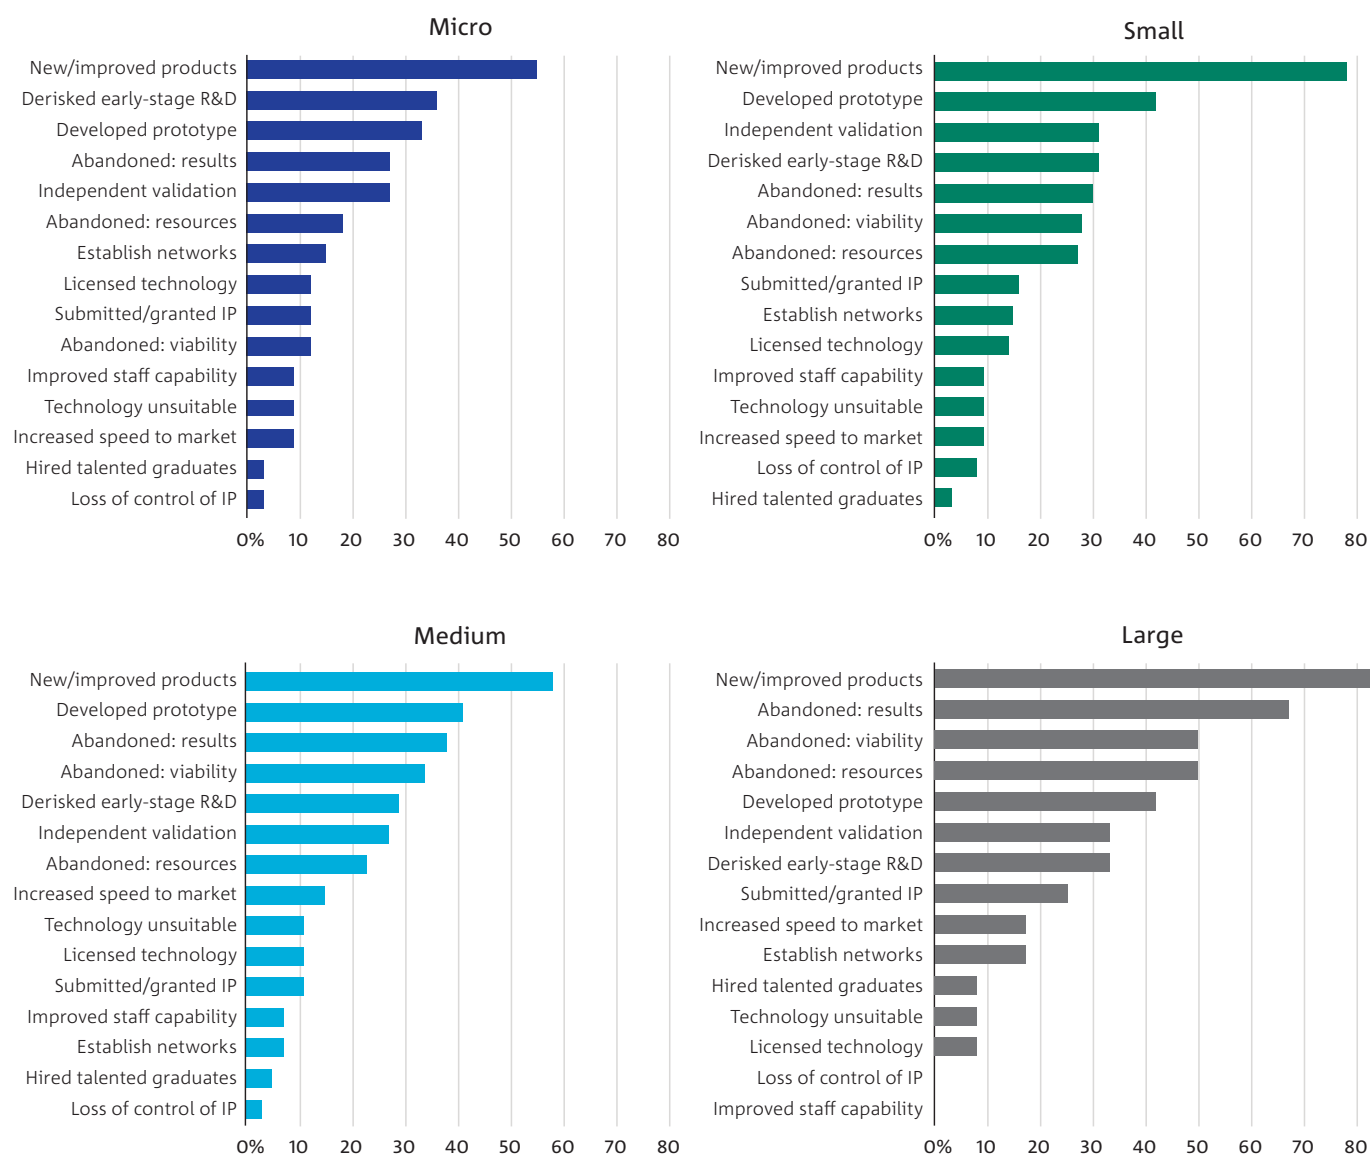 Micro
New/improved products
Derisked early-stage R&D
Developed prototype
Abandoned: results
Independent validation
Abandoned: resources
Establish networks
Licensed technology
Submitted/granted IP
Abandoned: viability
Improved staff capability
Technology unsuitable
Increased speed to market
Hired talented graduates
Loss of control of IP
0% 10 20 30 40 50 60 70 80
Small
New/improved products
Developed prototype
Independent validation
Derisked early-stage R&D
Abandoned: results
Abandoned: viability
Abandoned: resources
Submitted/granted IP
Establish networks
Licensed technology
Improved staff capability
Technology unsuitable
Increased speed to market
Loss of control of IP
Hired talented graduates
0% 10 20 30 40 50 60 70 80
Medium
New/improved products
Developed prototype
Abandoned: results
Abandoned: viability
Derisked early-stage R&D
Independent validation
Abandoned: resources
Increased speed to market
Technology unsuitable
Licensed technology
Submitted/granted IP
Improved staff capability
Establish networks
Hired talented graduates
Loss of control of IP
0% 10 20 30 40 50 60 70 80
Large
New/improved products
Abandoned: results
Abandoned: viability
Abandoned: resources
Developed prototype
Independent validation
Derisked early-stage R&D
Submitted/granted IP
Increased speed to market
Establish networks
Hired talented graduates
Technology unsuitable
Licensed technology
Loss of control of IP
Improved staff capability
0% 10 20 30 40 50 60 70 80